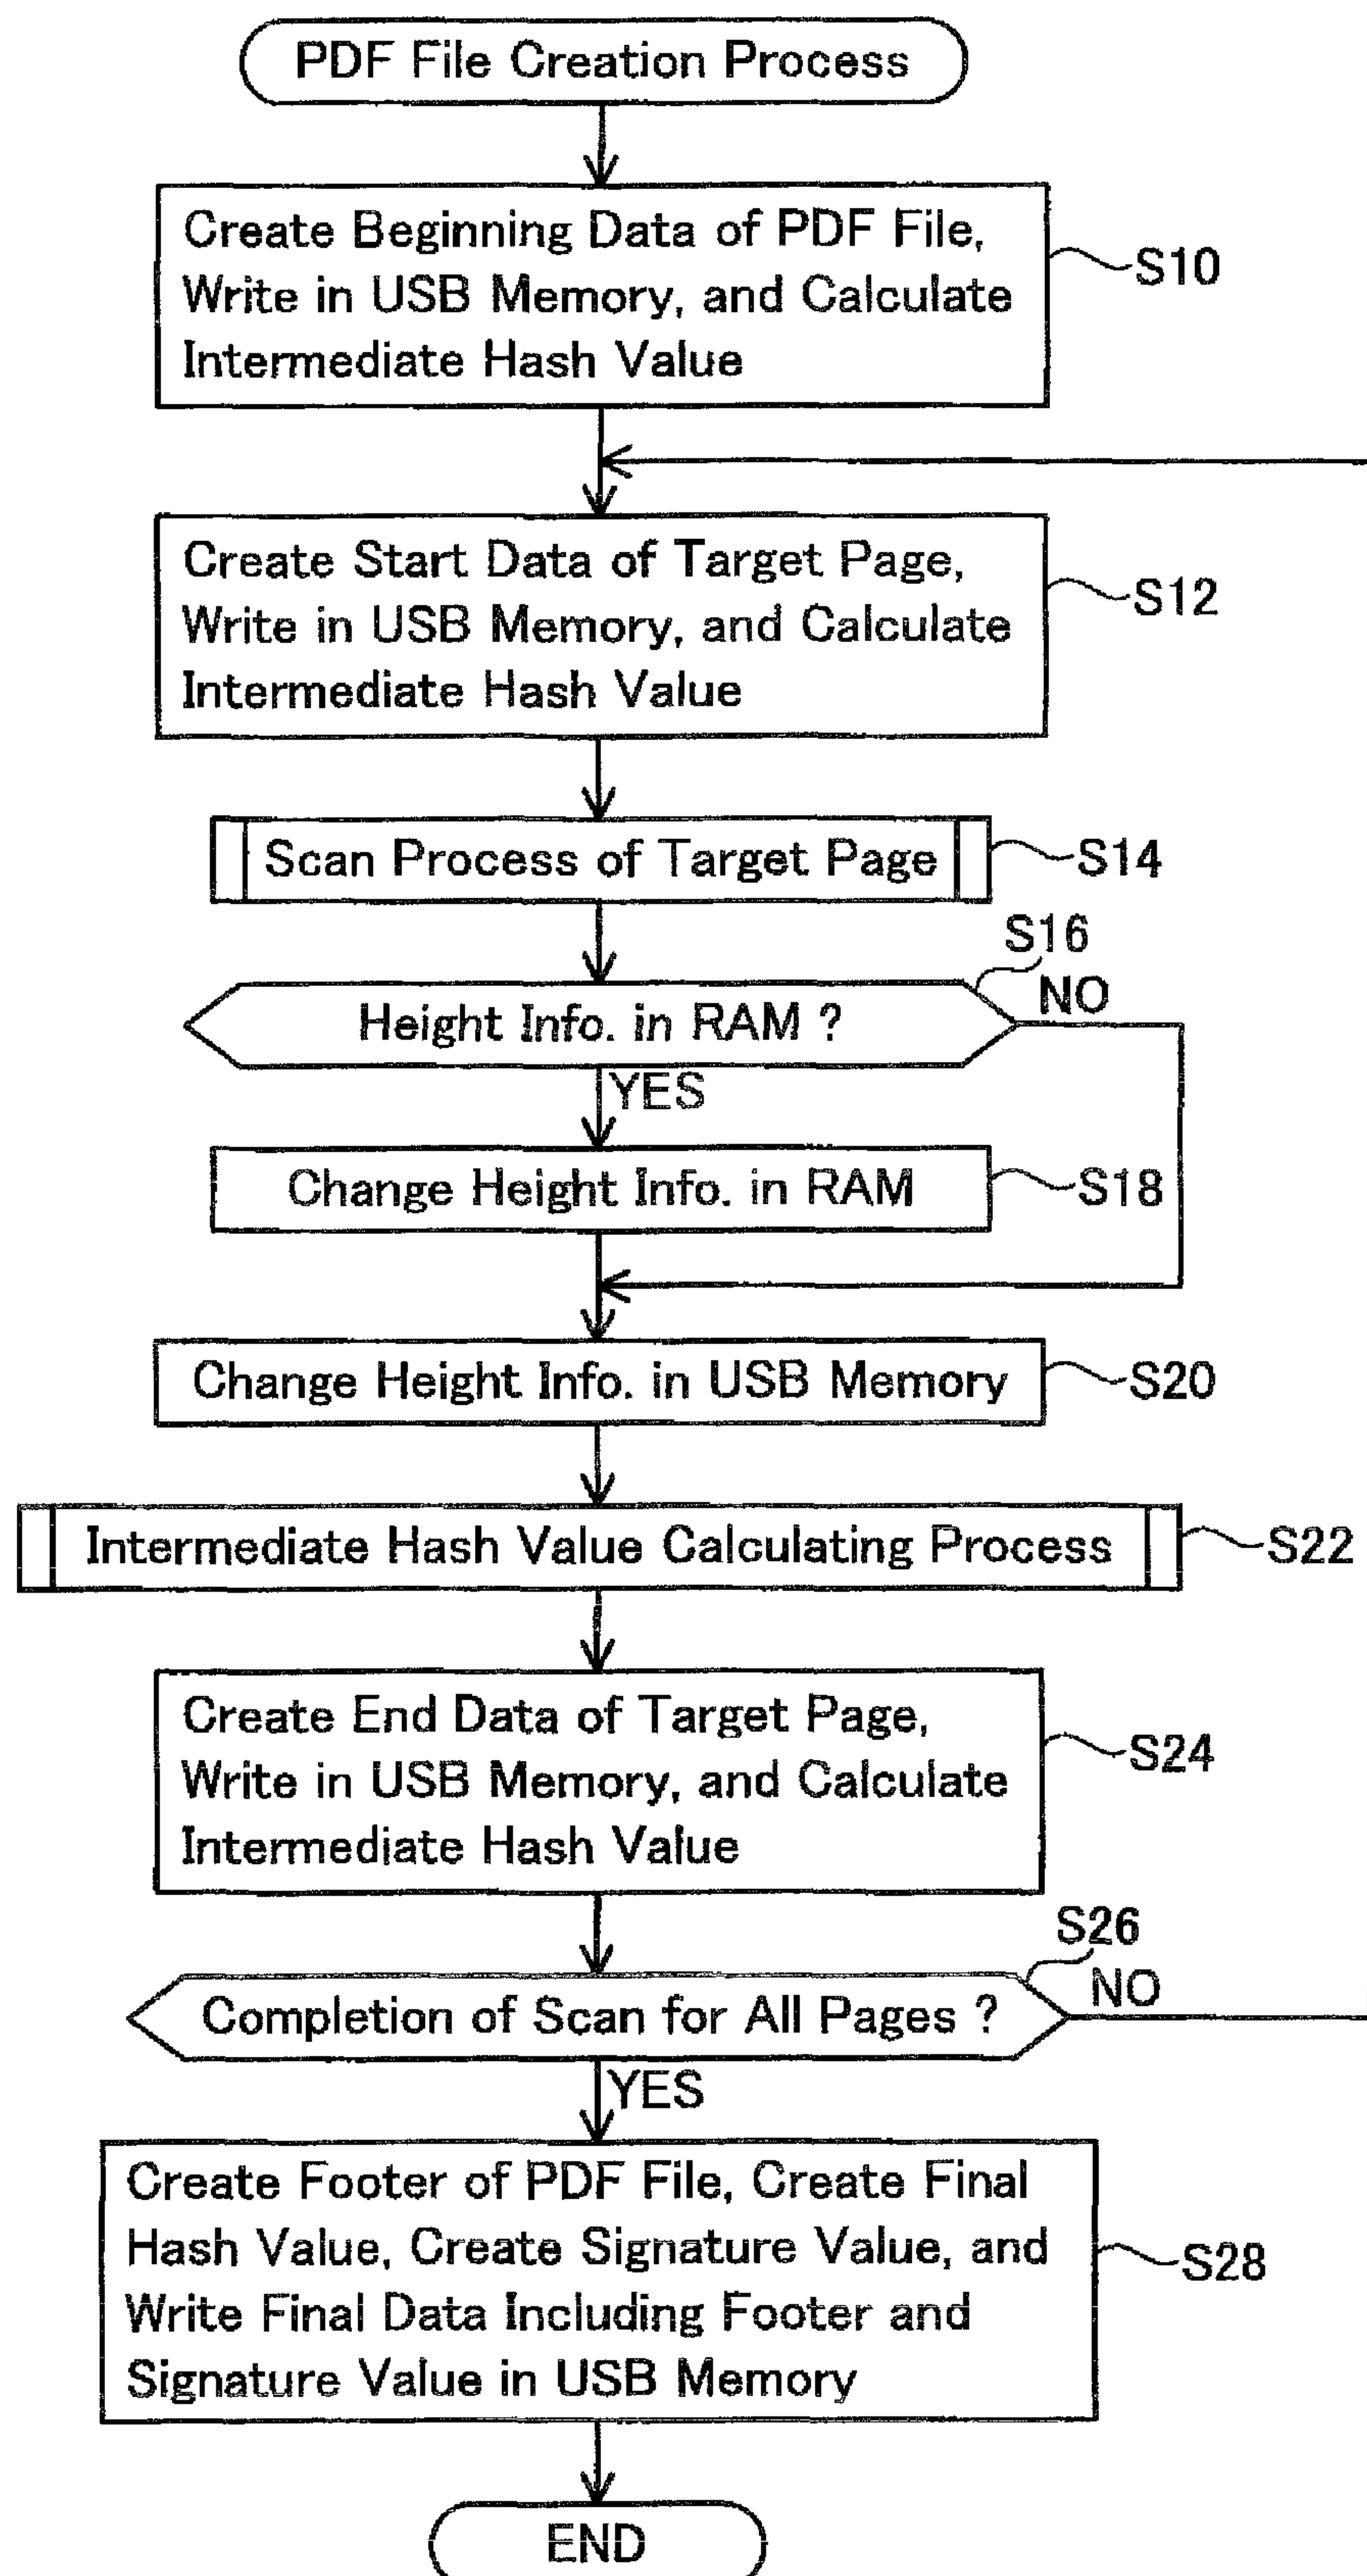 PDF File Creation Process
Create Beginning Data of PDF File,
Write in USB Memory, and Calculate
Intermediate Hash Value
S10
Create Start Data of Target Page,
Write in USB Memory, and Calculate
Intermediate Hash Value
S12
Scan Process of Target Page
S14
S16
Height Info. in RAM ?
NO
YES
Change Height Info. in RAM
S18
Change Height Info. in USB Memory
S20
Intermediate Hash Value Calculating Process
S22
Create End Data of Target Page,
Write in USB Memory, and Calculate
Intermediate Hash Value
S24
S26
Completion of Scan for All Pages ?
NO
YES
Create Footer of PDF File, Create Final
Hash Value, Create Signature Value, and
Write Final Data Including Footer and
Signature Value in USB Memory
S28
END